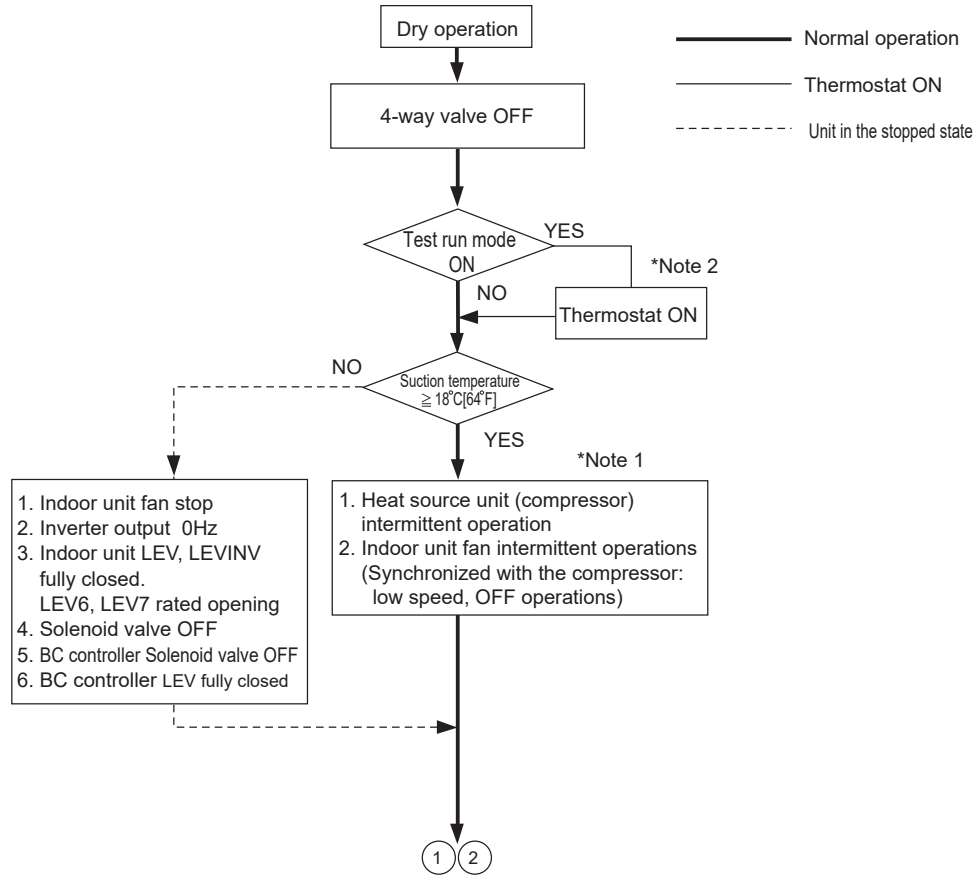 Dry operation
Normal operation
Thermostat ON
Unit in the stopped state
4-way valve OFF
Test run mode
ON
YES
*Note 2
NO
Thermostat ON
NO
Suction temperature
≧ 18°C[64°F]
YES
*Note 1
1. Indoor unit fan stop
2. Inverter output 0Hz
3. Indoor unit LEV, LEVINV
fully closed.
LEV6, LEV7 rated opening
4. Solenoid valve OFF
5. BC controller Solenoid valve OFF
6. BC controller LEV fully closed
1. Heat source unit (compressor)
intermittent operation
2. Indoor unit fan intermittent operations
(Synchronized with the compressor:
low speed, OFF operations)
1 2